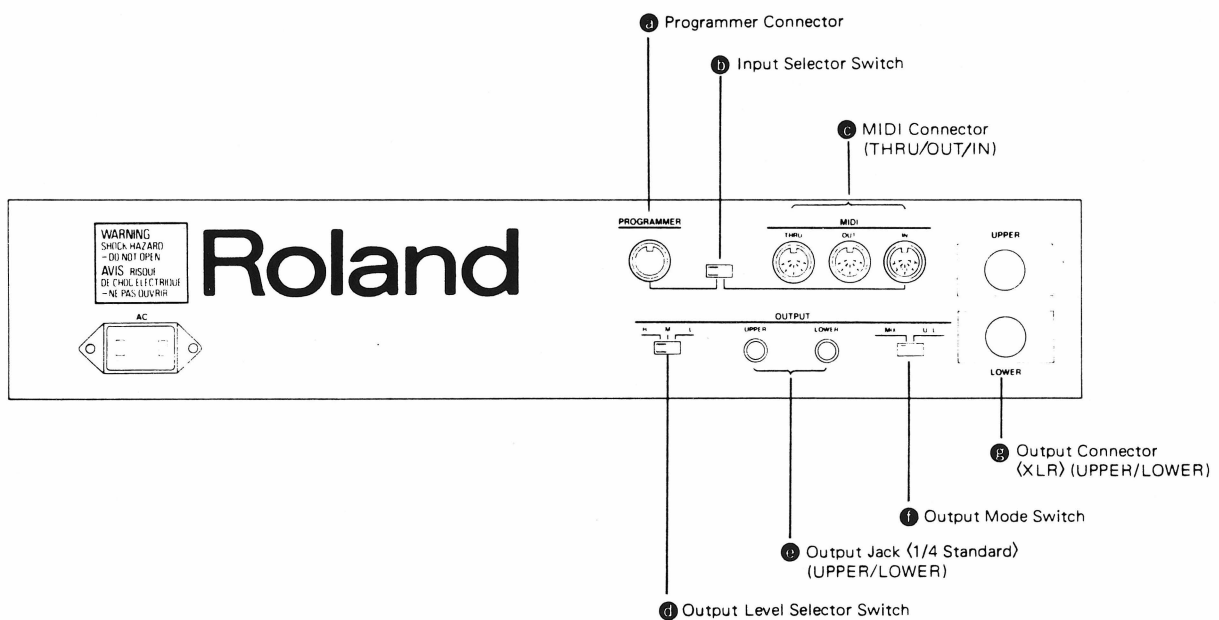 a Programmer Connector
b Input Selector Switch
c MIDI Connector
(THRU/OUT/IN)
WARNING
SHOCK HAZARD
- DO NOT OPEN
AVIS RISQUE
DE CHOC ELECTRIQUE
- NE PAS OUVRIR
Roland
PROGRAMMER
MIDI
THRU OUT IN
UPPER
AC
OUTPUT
H M L
UPPER LOWER
MIX U L
LOWER
g Output Connector
〈XLR〉 (UPPER/LOWER)
f Output Mode Switch
e Output Jack 〈1/4 Standard〉
(UPPER/LOWER)
d Output Level Selector Switch